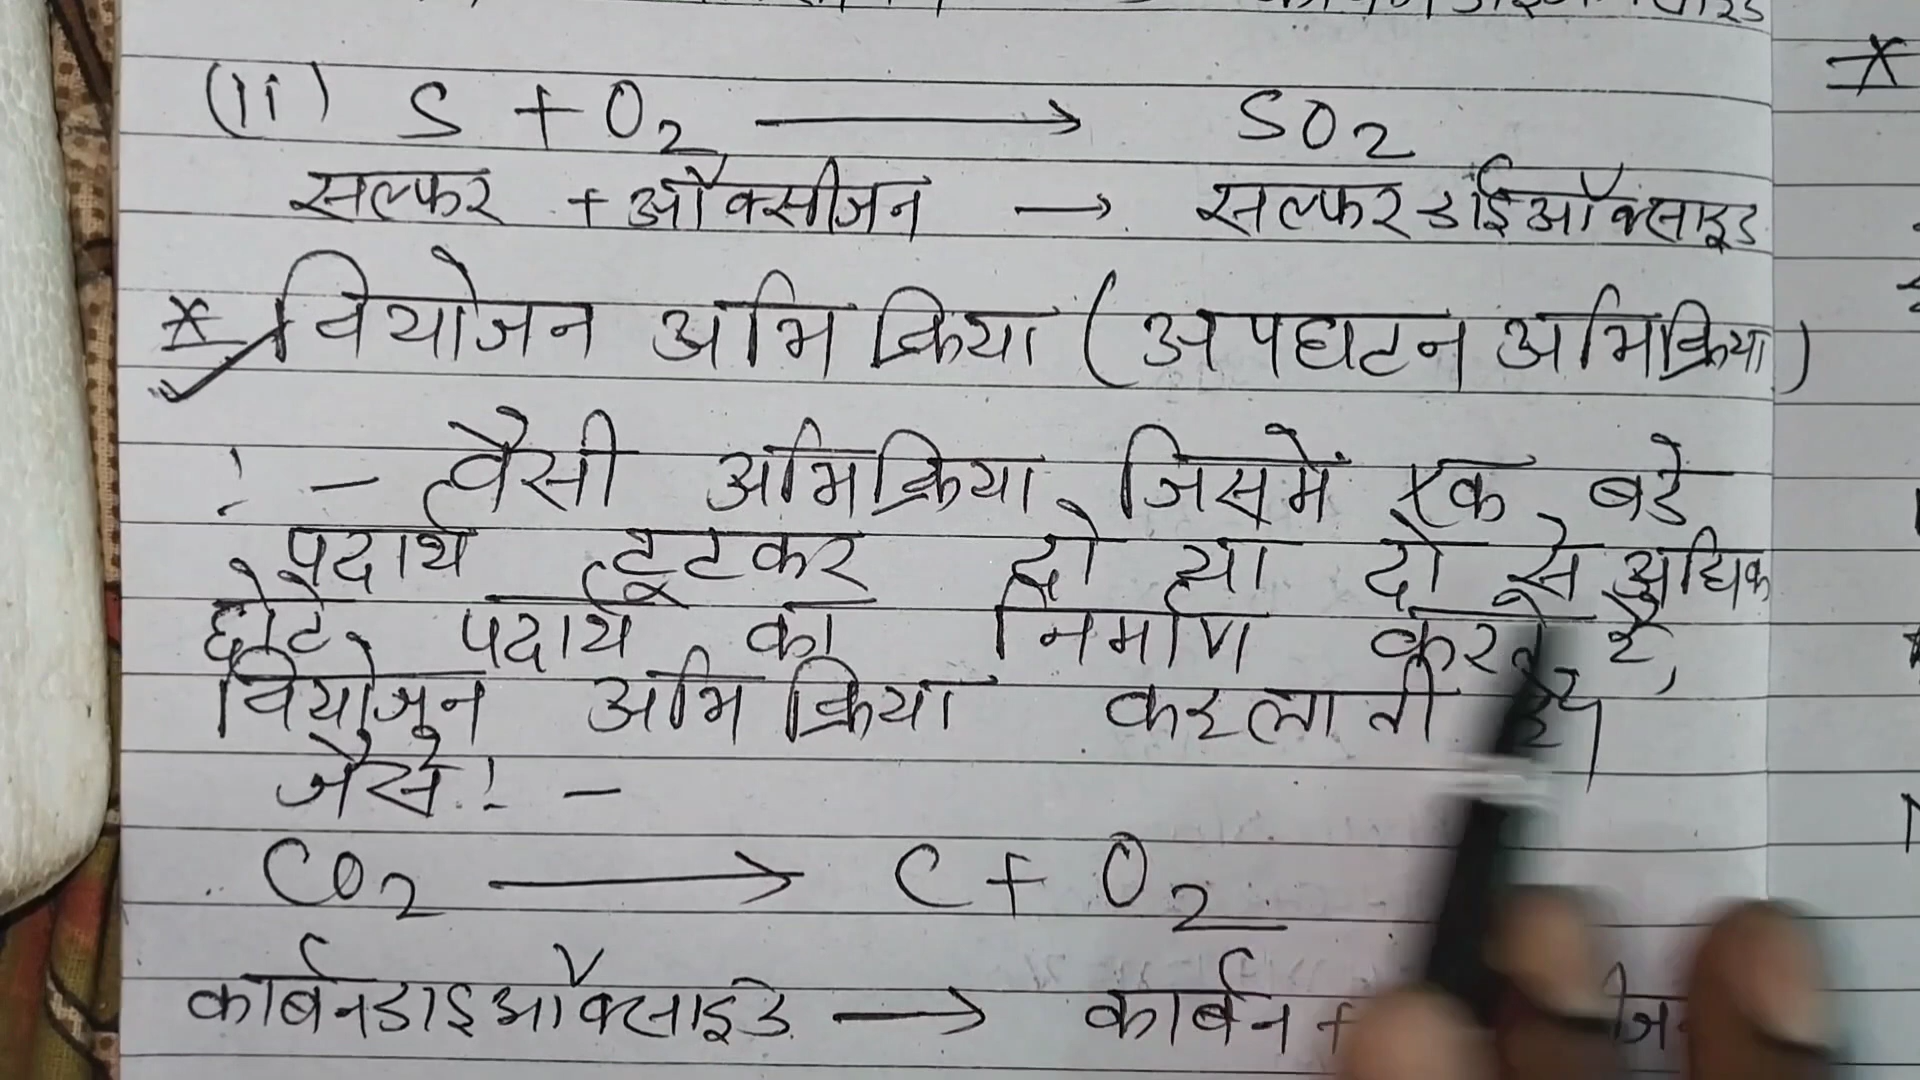 (ii) S + O2 ⟶ SO2
सल्फर + ऑक्सीजन → सल्फर डाइऑक्साइड
* वियोजन अभिक्रिया (अपघटन अभिक्रिया)
:- वैसी अभिक्रिया जिसमें एक बड़े
पदार्थ टूटकर दो या दो से अधिक
छोटे पदार्थ का निर्माण करते है,
वियोजन अभिक्रिया कहलाती है।
जैसे:-
CO2 ⟶ C + O2
कार्बनडाइऑक्साइड → कार्बन +